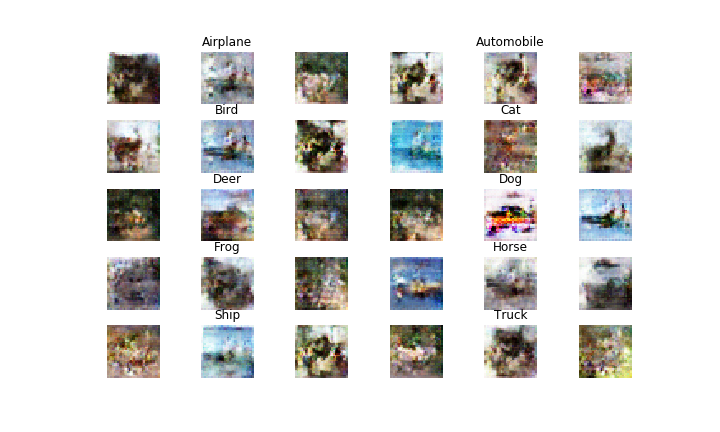 Airplane
Automobile
Bird
Cat
Deer
Dog
Frog
Horse
Ship
Truck